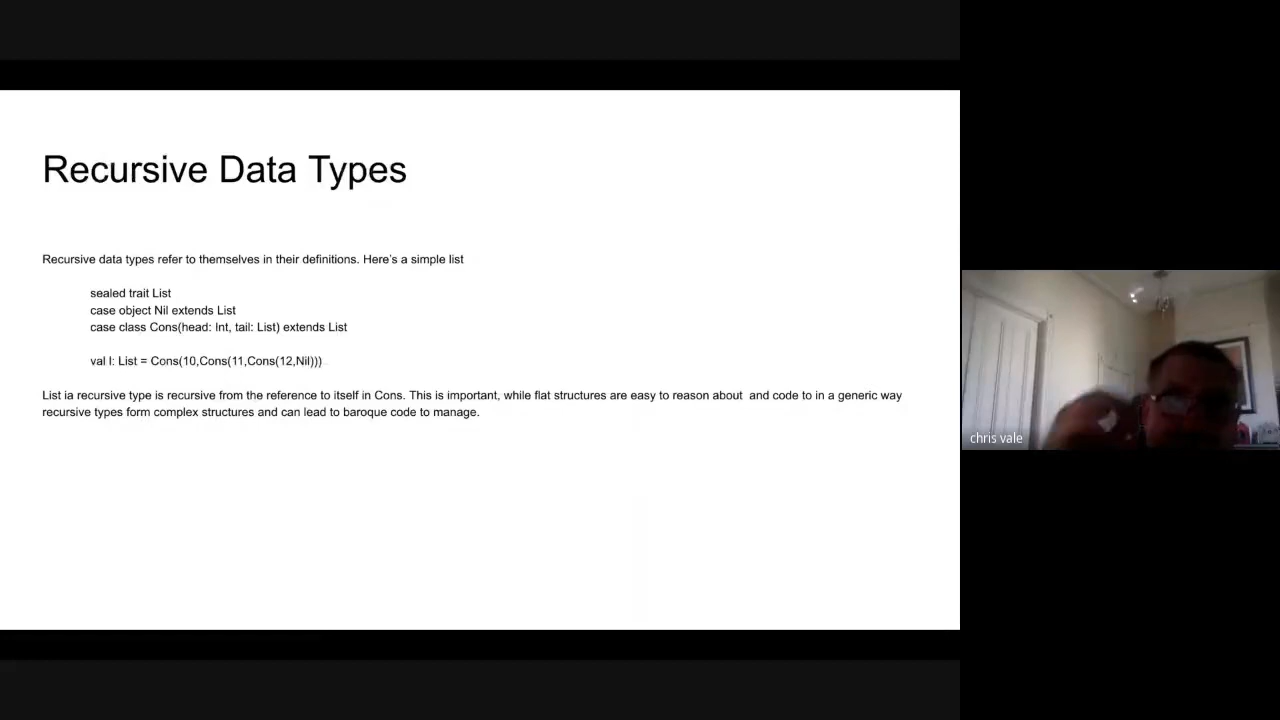 Recursive Data Types
Recursive data types refer to themselves in their definitions. Here's a simple list
sealed trait List
case object Nil extends List
case class Cons(head: Int, tail: List) extends List
val l: List = Cons(10,Cons(11,Cons(12,Nil)))
List ia recursive type is recursive from the reference to itself in Cons. This is important, while flat structures are easy to reason about  and code to in a generic way
recursive types form complex structures and can lead to baroque code to manage.
chris vale